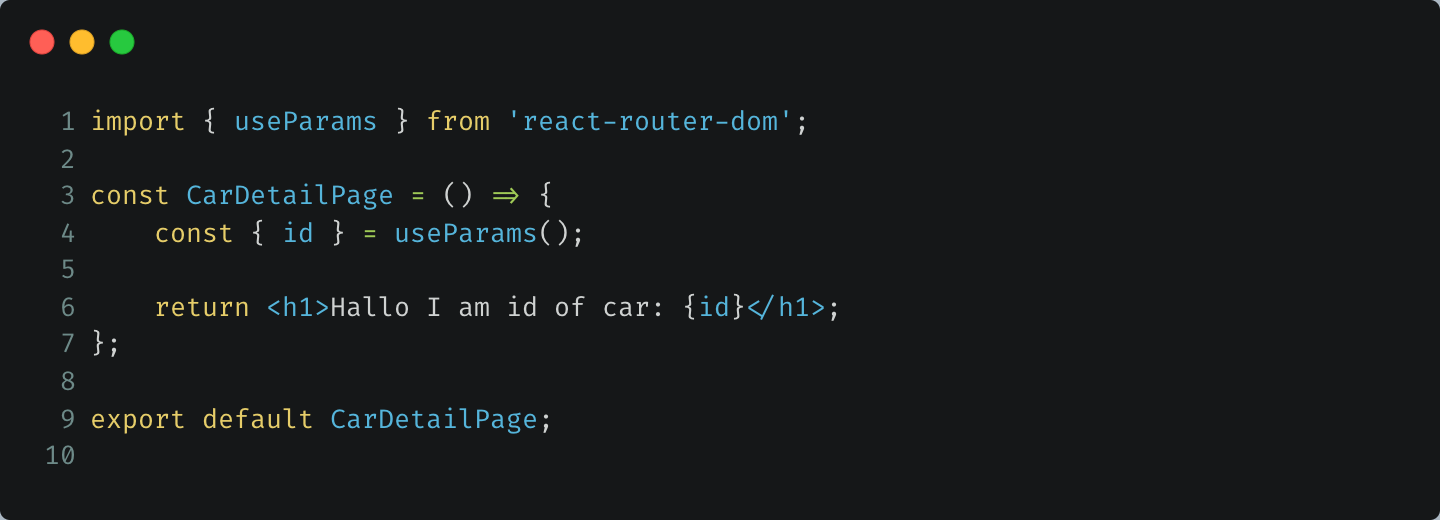 1 import { useParams } from 'react-router-dom';
2
3 const CarDetailPage = () => {
4     const { id } = useParams();
5
6     return <h1>Hallo I am id of car: {id}</h1>;
7 };
8
9 export default CarDetailPage;
10